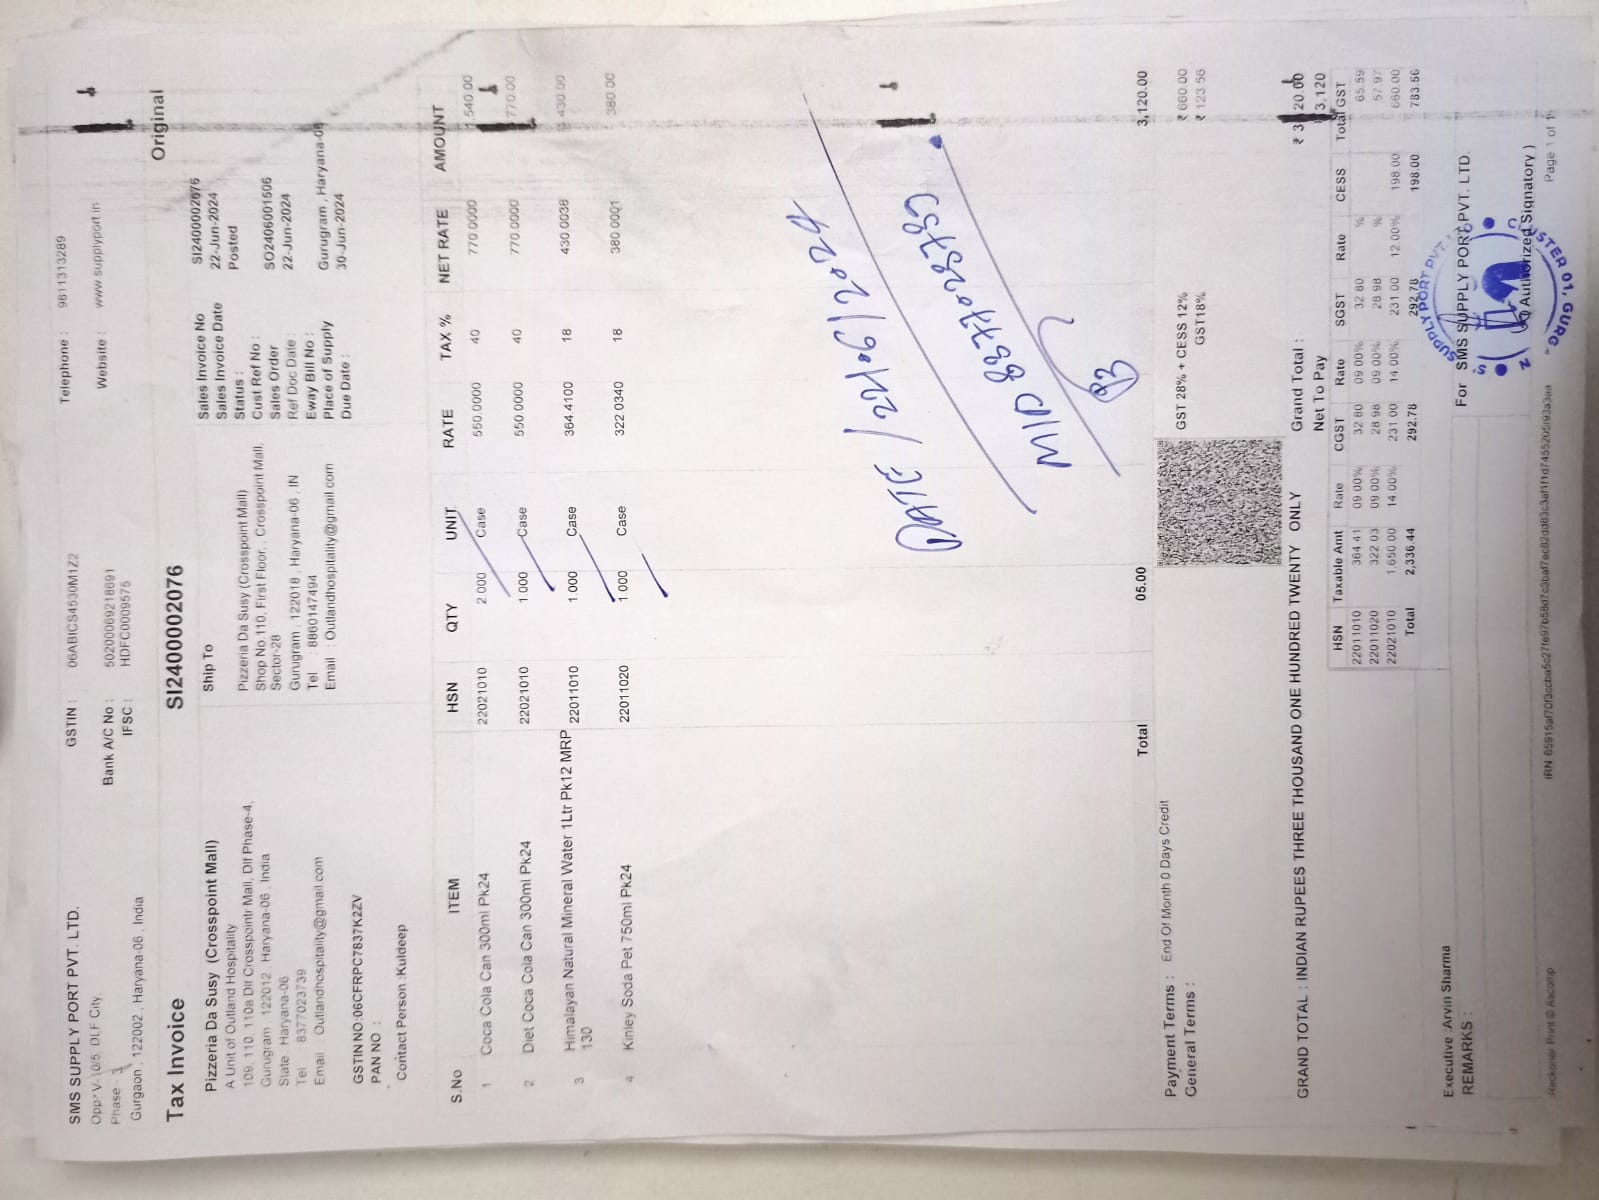 SMS SUPPLY PORT PVT. LTD.
Opp* V-10/5, DLF City,
Phase - 3
Gurgaon , 122002 , Haryana-06 , India
GSTIN : 06ABICS4530M1Z2
Bank A/C No : 50200069218691
IFSC : HDFC0009575
Telephone : 9811313289
Website : www.supplyport.in
Tax Invoice SI2400002076 Original
Pizzeria Da Susy (Crosspoint Mall)
A Unit of Outland Hospitality
109, 110, 110a Dlf Crosspointr Mall, Dlf Phase-4,
Gurugram , 122012 Haryana-06 , India
State : Haryana-06
Tel : 8377023739
Email : Outlandhospitality@gmail.com
GSTIN NO :06CFRPC7837K2ZV
PAN NO :
Contact Person :Kuldeep
Ship To
Pizzeria Da Susy (Crosspoint Mall)
Shop No.110, First Floor, , Crosspoint Mall,
Sector-28
Gurugram , 122018 , Haryana-06 , IN
Tel : 8860147494
Email : Outlandhospitality@gmail.com
Sales Invoice No SI2400002076
Sales Invoice Date 22-Jun-2024
Status : Posted
Cust Ref No :
Sales Order SO2406001506
Ref Doc Date : 22-Jun-2024
Eway Bill No :
Place of Supply Gurugram , Haryana-06
Due Date : 30-Jun-2024
S.No ITEM HSN QTY UNIT RATE TAX % NET RATE AMOUNT
1 Coca Cola Can 300ml Pk24 22021010 2.000 Case 550.0000 40 770.0000 1,540.00
2 Diet Coca Cola Can 300ml Pk24 22021010 1.000 Case 550.0000 40 770.0000 770.00
3 Himalayan Natural Mineral Water 1Ltr Pk12 MRP 22011010 1.000 Case 364.4100 18 430.0038 430.00
130
4 Kinley Soda Pet 750ml Pk24 22011020 1.000 Case 322.0340 18 380.0001 380.00
DATE / 22/06/2024
MID
Total 05.00 3,120.00
Payment Terms : End Of Month 0 Days Credit
General Terms :
GST 28% + CESS 12% ₹ 660.00
GST18% ₹ 123.56
GRAND TOTAL : INDIAN RUPEES THREE THOUSAND ONE HUNDRED TWENTY ONLY
Grand Total : ₹ 3,120.00
Net To Pay 3,120
HSN Taxable Amt Rate CGST Rate SGST Rate CESS Total GST
22011010 364.41 09.00% 32.80 09.00% 32.80 % 65.59
22011020 322.03 09.00% 28.98 09.00% 28.98 % 57.97
22021010 1,650.00 14.00% 231.00 14.00% 231.00 12.00% 198.00 660.00
Total 2,336.44 292.78 292.78 198.00 783.56
Executive :Arvin Sharma
REMARKS :
For SMS SUPPLY PORT PVT. LTD.
( Authorized Signatory )
Reckoner Print © Ascomp
Page 1 of 1